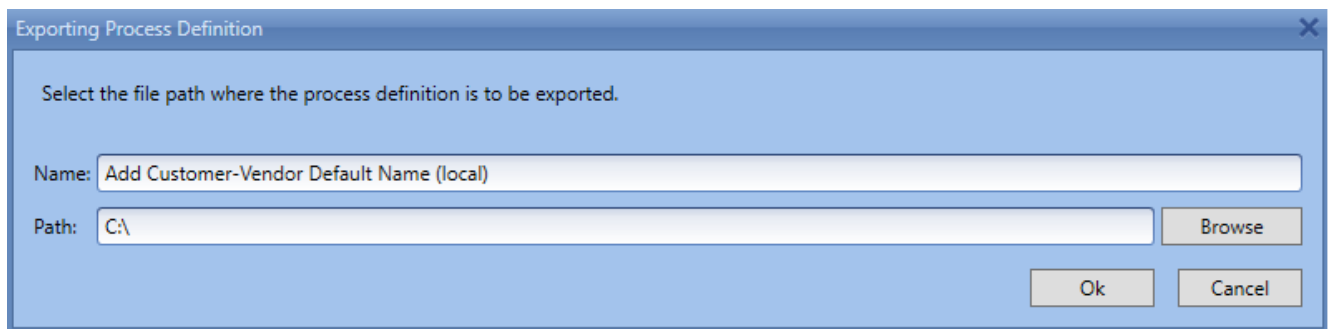 Exporting Process Definition
Select the file path where the process definition is to be exported.
Name: Add Customer-Vendor Default Name (local)
Path: C:\ Browse
Ok Cancel